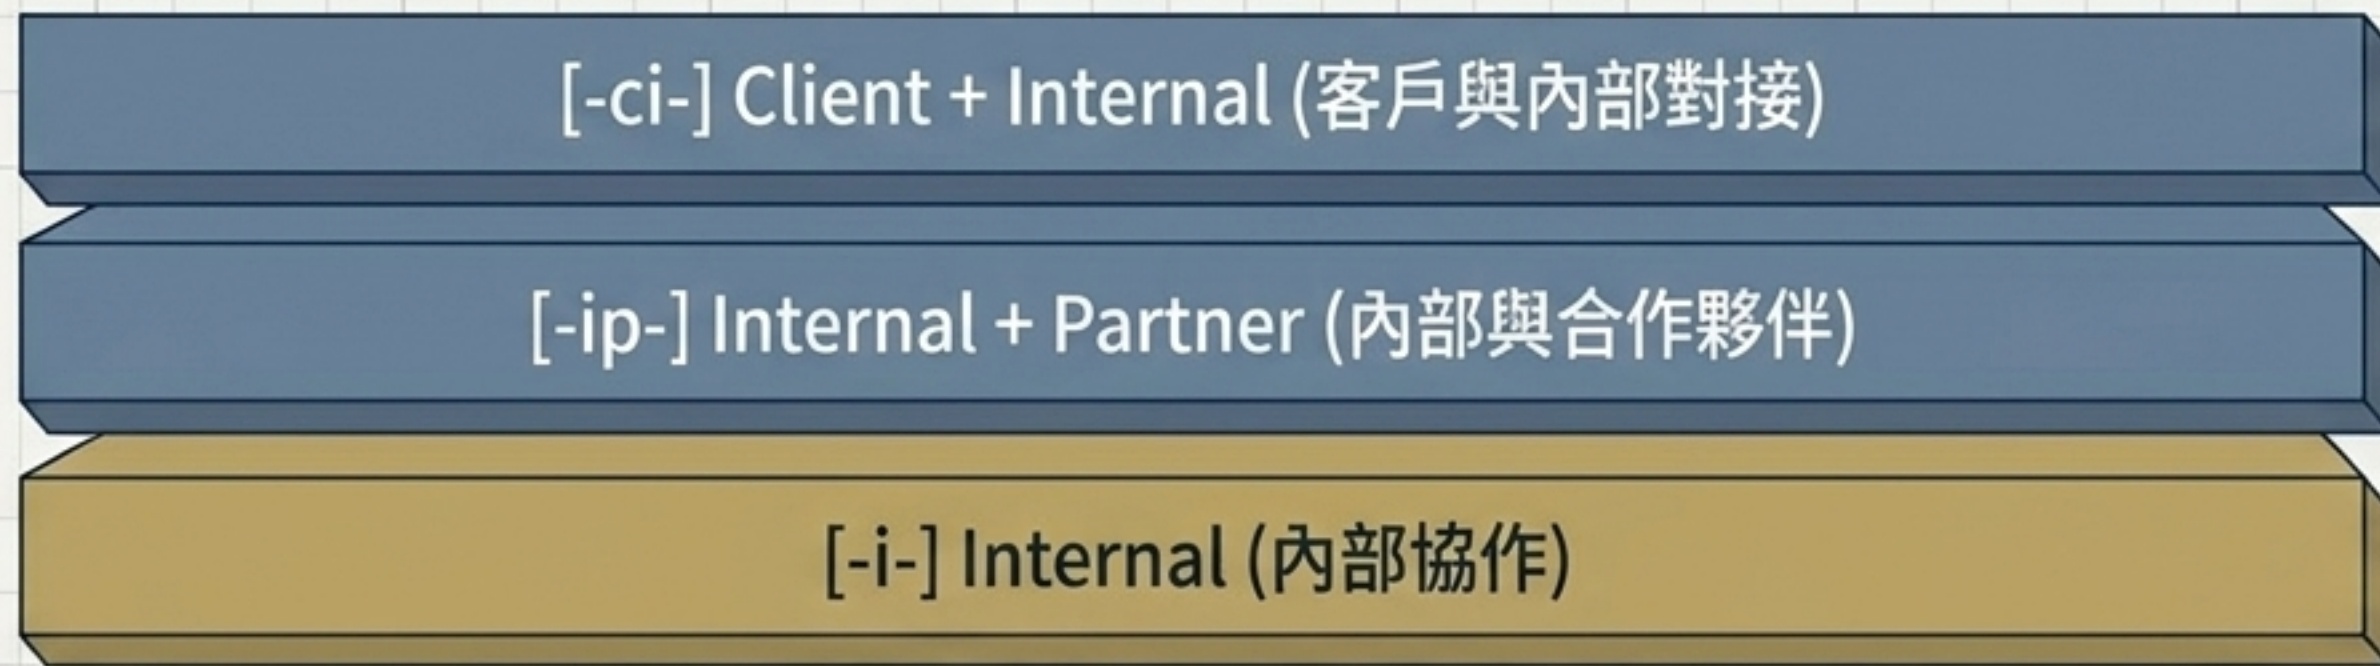 [-ci-] Client + Internal (客戶與內部對接)
[-ip-] Internal + Partner (內部與合作夥伴)
[-i-] Internal (內部協作)